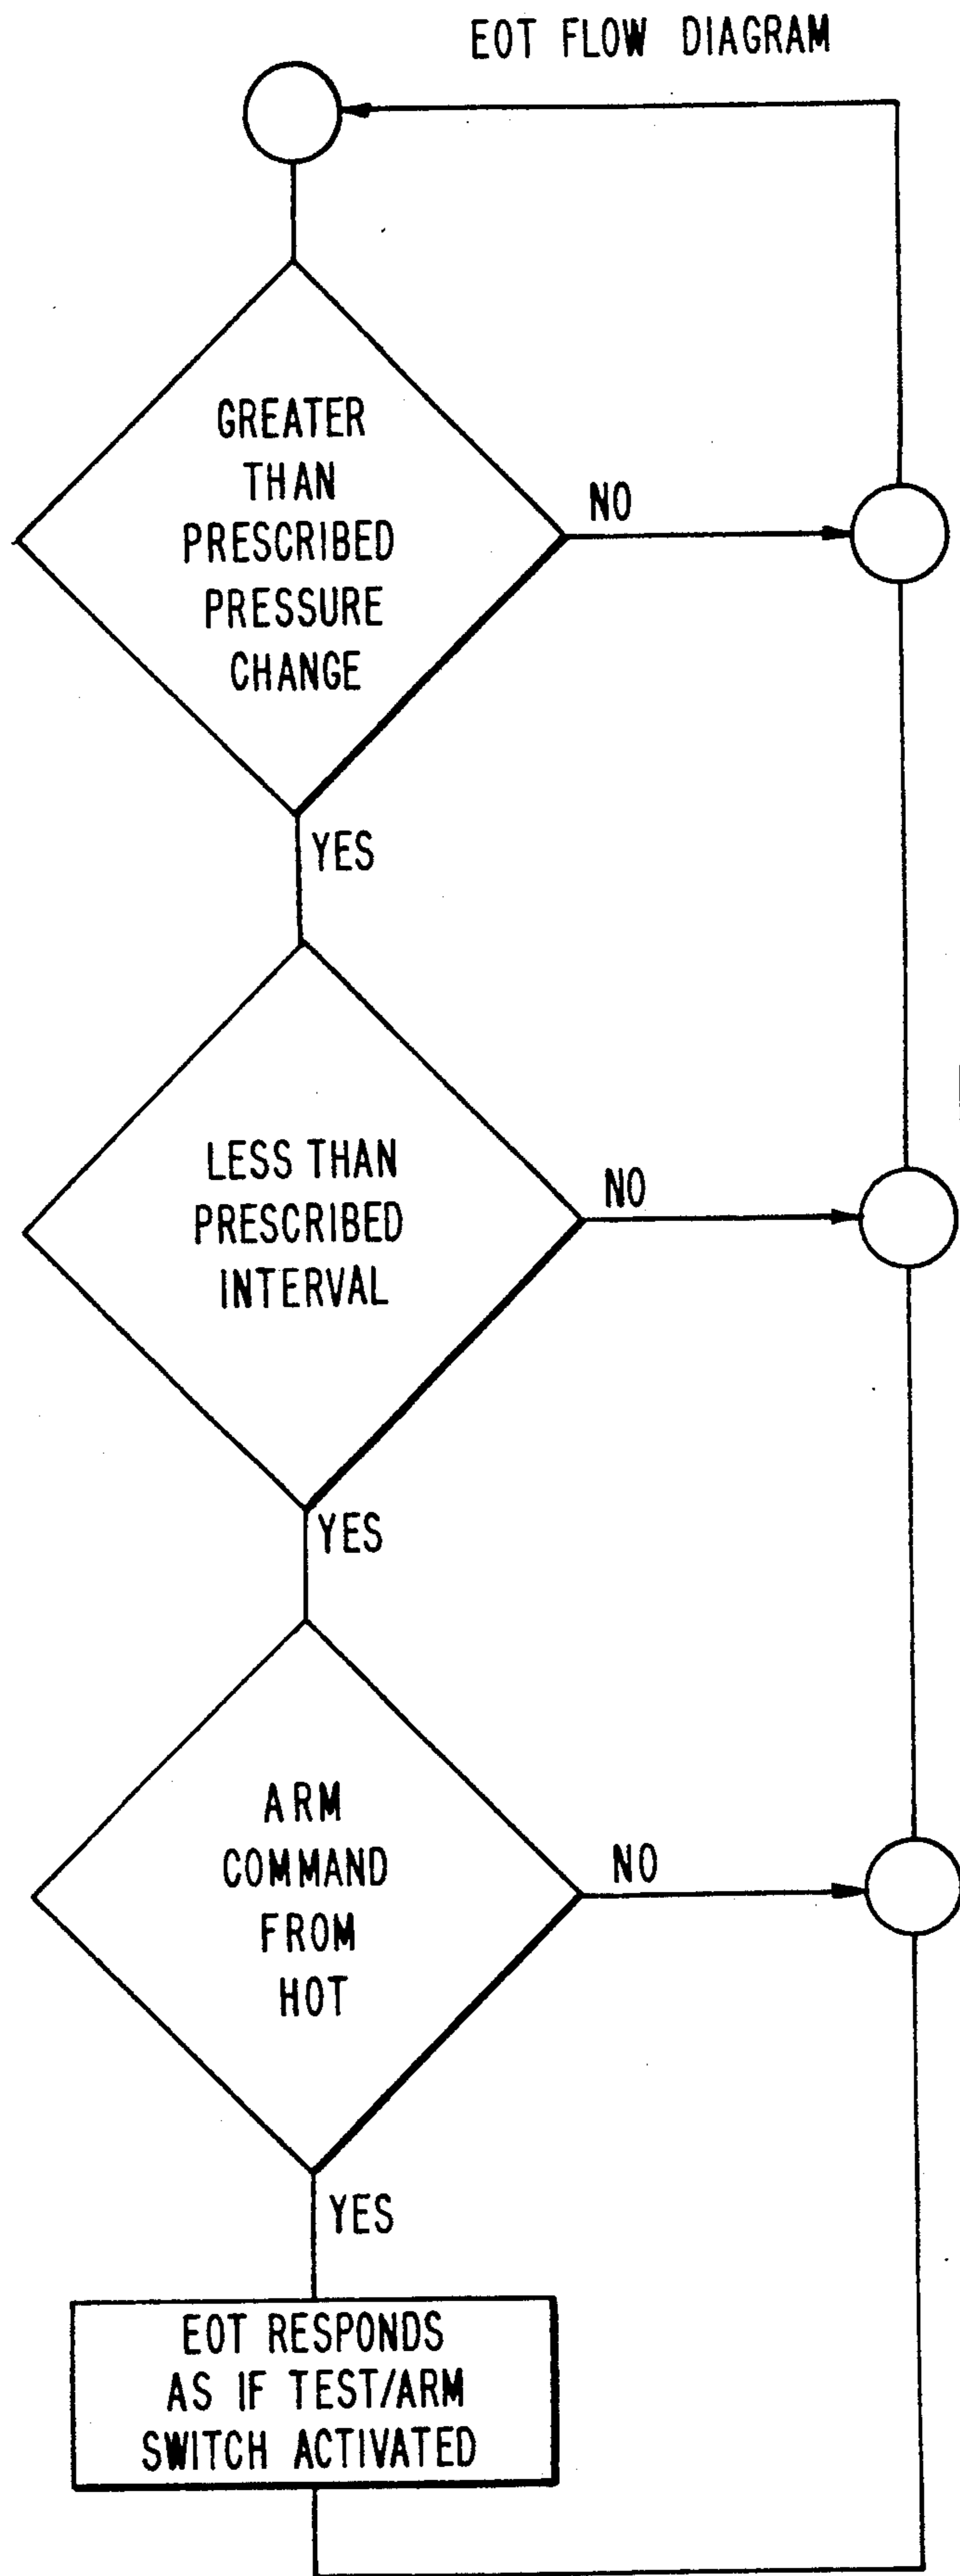 EOT FLOW DIAGRAM
GREATER
THAN
PRESCRIBED
PRESSURE
CHANGE
NO
YES
LESS THAN
PRESCRIBED
INTERVAL
NO
YES
ARM
COMMAND
FROM
HOT
NO
YES
EOT RESPONDS
AS IF TEST/ARM
SWITCH ACTIVATED